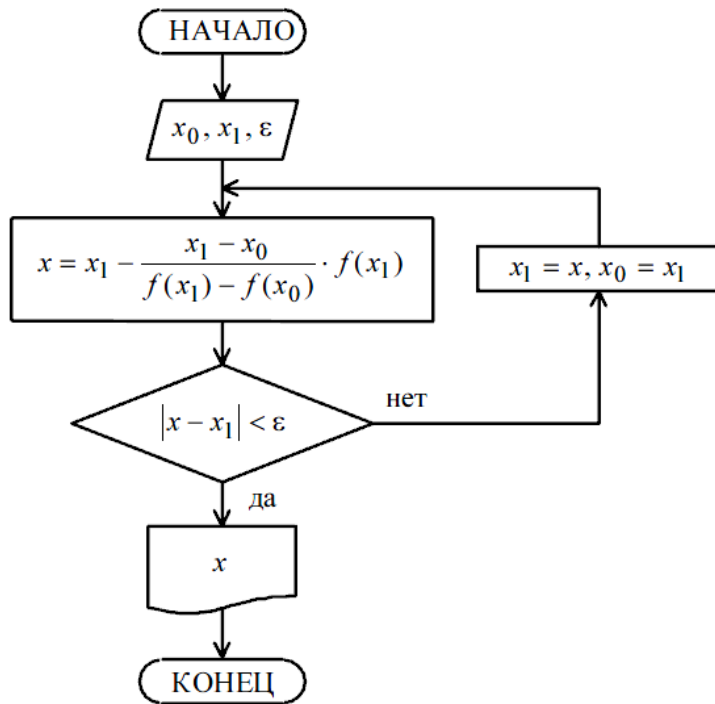 НАЧАЛО
x₀, x₁, ε
x = x₁ − (x₁ − x₀) / (f(x₁) − f(x₀)) · f(x₁)
x₁ = x, x₀ = x₁
|x − x₁| < ε
нет
да
x
КОНЕЦ